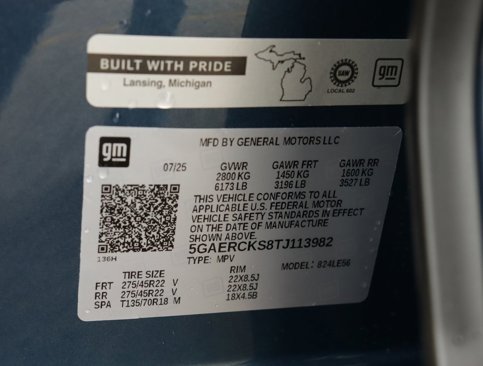 BUILT WITH PRIDE
Lansing, Michigan
UAW
LOCAL 602
gm
gm
MFD BY GENERAL MOTORS LLC
07/25 GVWR GAWR FRT GAWR RR
2800 KG 1450 KG 1600 KG
6173 LB 3196 LB 3527 LB
THIS VEHICLE CONFORMS TO ALL
APPLICABLE U.S. FEDERAL MOTOR
VEHICLE SAFETY STANDARDS IN EFFECT
ON THE DATE OF MANUFACTURE
SHOWN ABOVE.
5GAERCKS8TJ113982
136H
TYPE: MPV MODEL: 824LE56
TIRE SIZE RIM
FRT 275/45R22 V 22X8.5J
RR 275/45R22 V 22X8.5J
SPA T135/70R18 M 18X4.5B